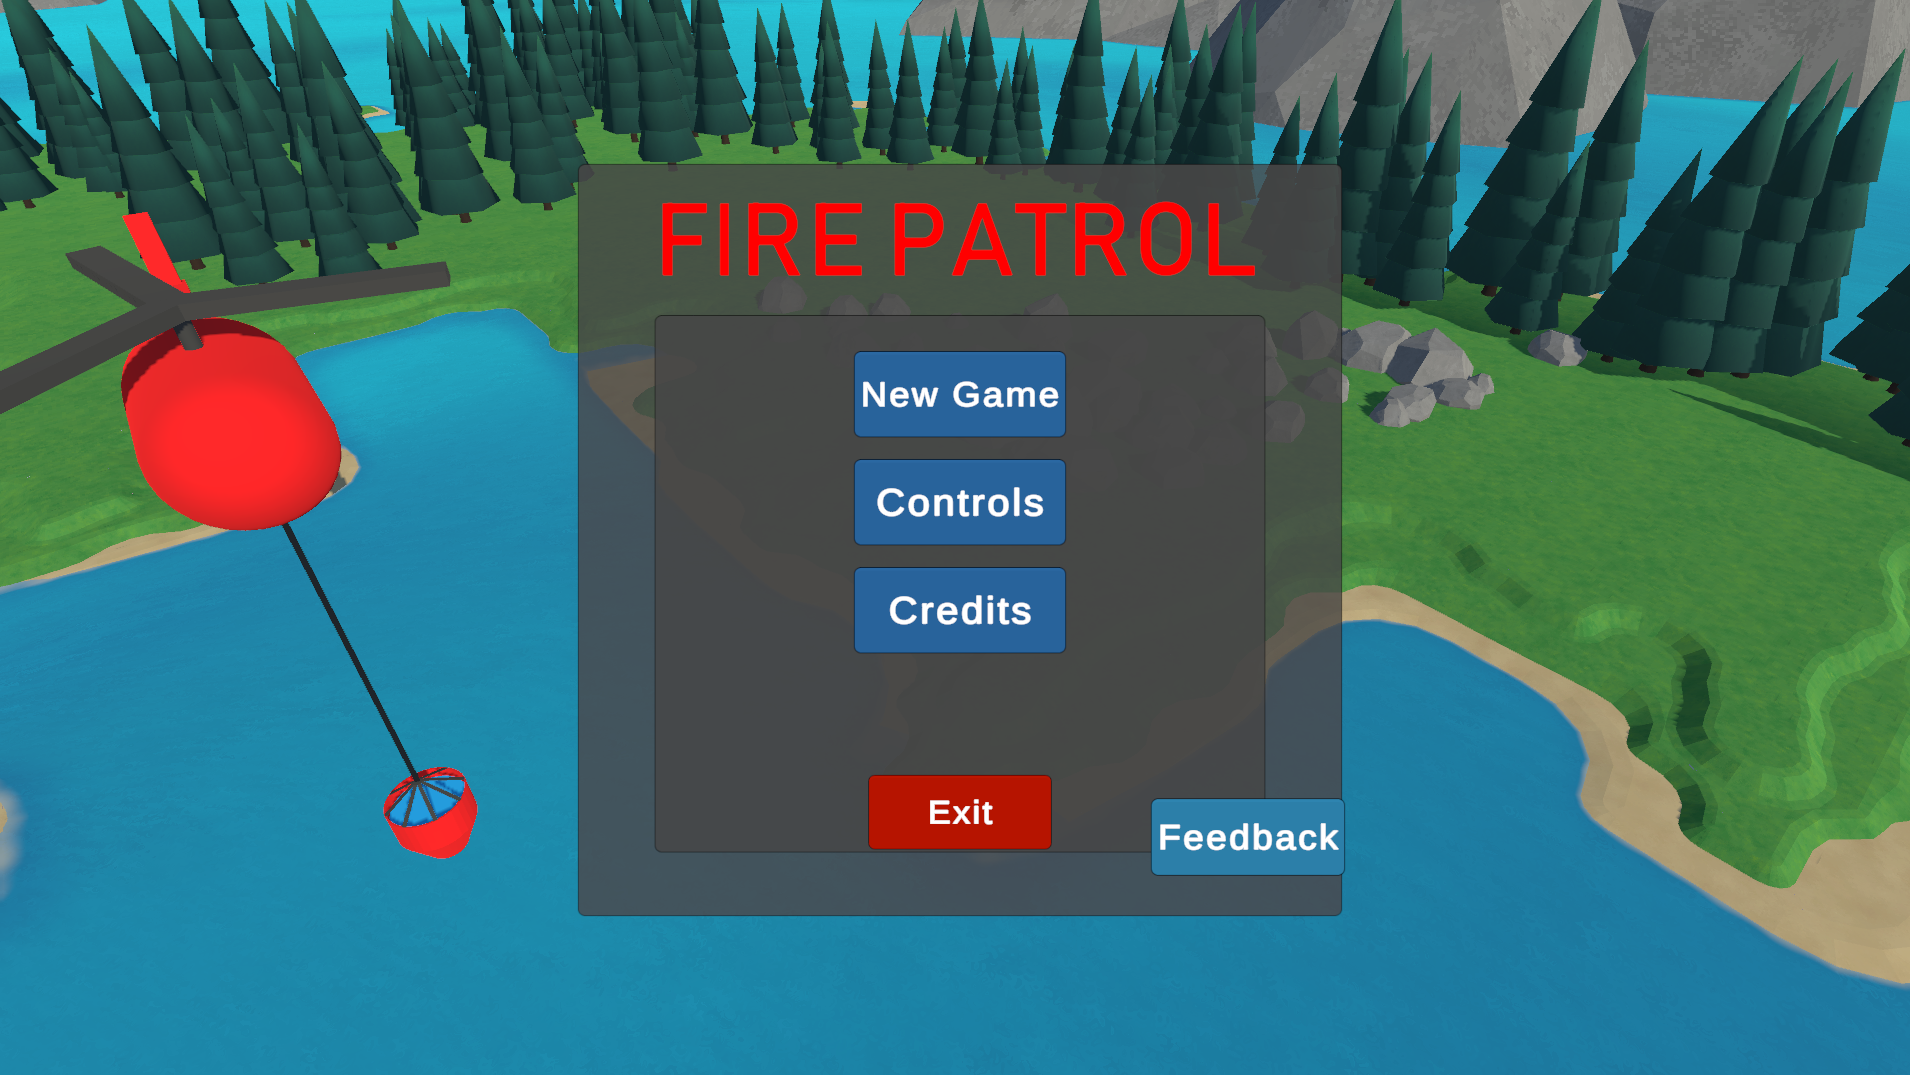 FIRE PATROL
New Game
Controls
Credits
Exit
Feedback